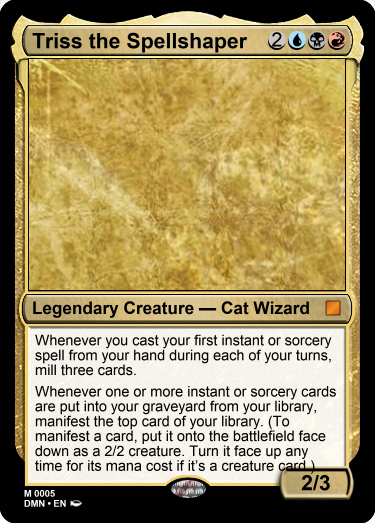 Triss the Spellshaper 2
Legendary Creature — Cat Wizard
Whenever you cast your first instant or sorcery
spell from your hand during each of your turns,
mill three cards.
Whenever one or more instant or sorcery cards
are put into your graveyard from your library,
manifest the top card of your library. (To
manifest a card, put it onto the battlefield face
down as a 2/2 creature. Turn it face up any
time for its mana cost if it's a creature card.)
2/3
M 0005
DMN • EN